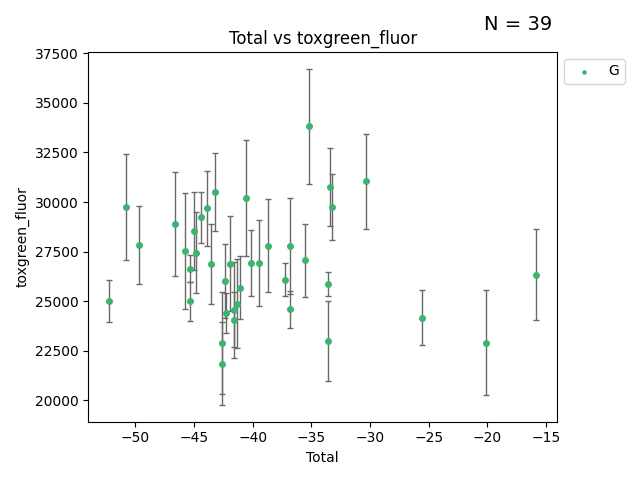 N = 39
Total vs toxgreen_fluor
G
toxgreen_fluor
37500
35000
32500
30000
27500
25000
22500
20000
−50 −45 −40 −35 −30 −25 −20 −15
Total